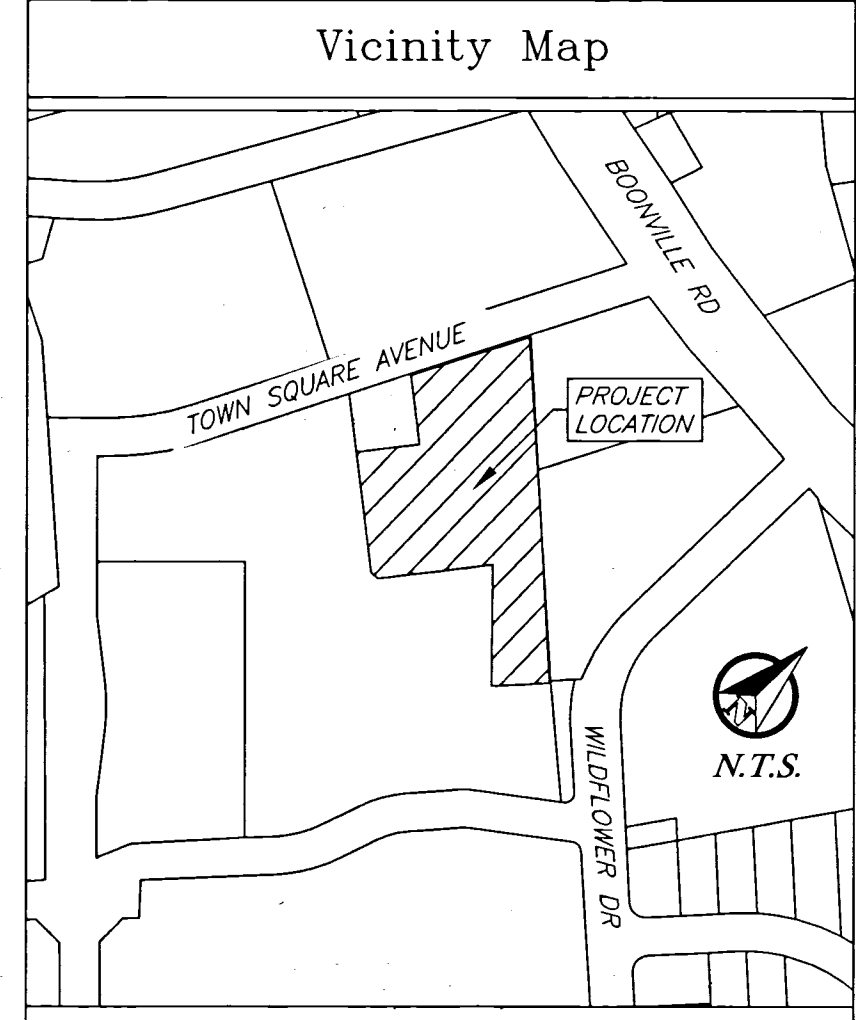 Vicinity Map
BOONVILLE RD
TOWN SQUARE AVENUE
PROJECT
LOCATION
N
N.T.S.
WILDFLOWER DR